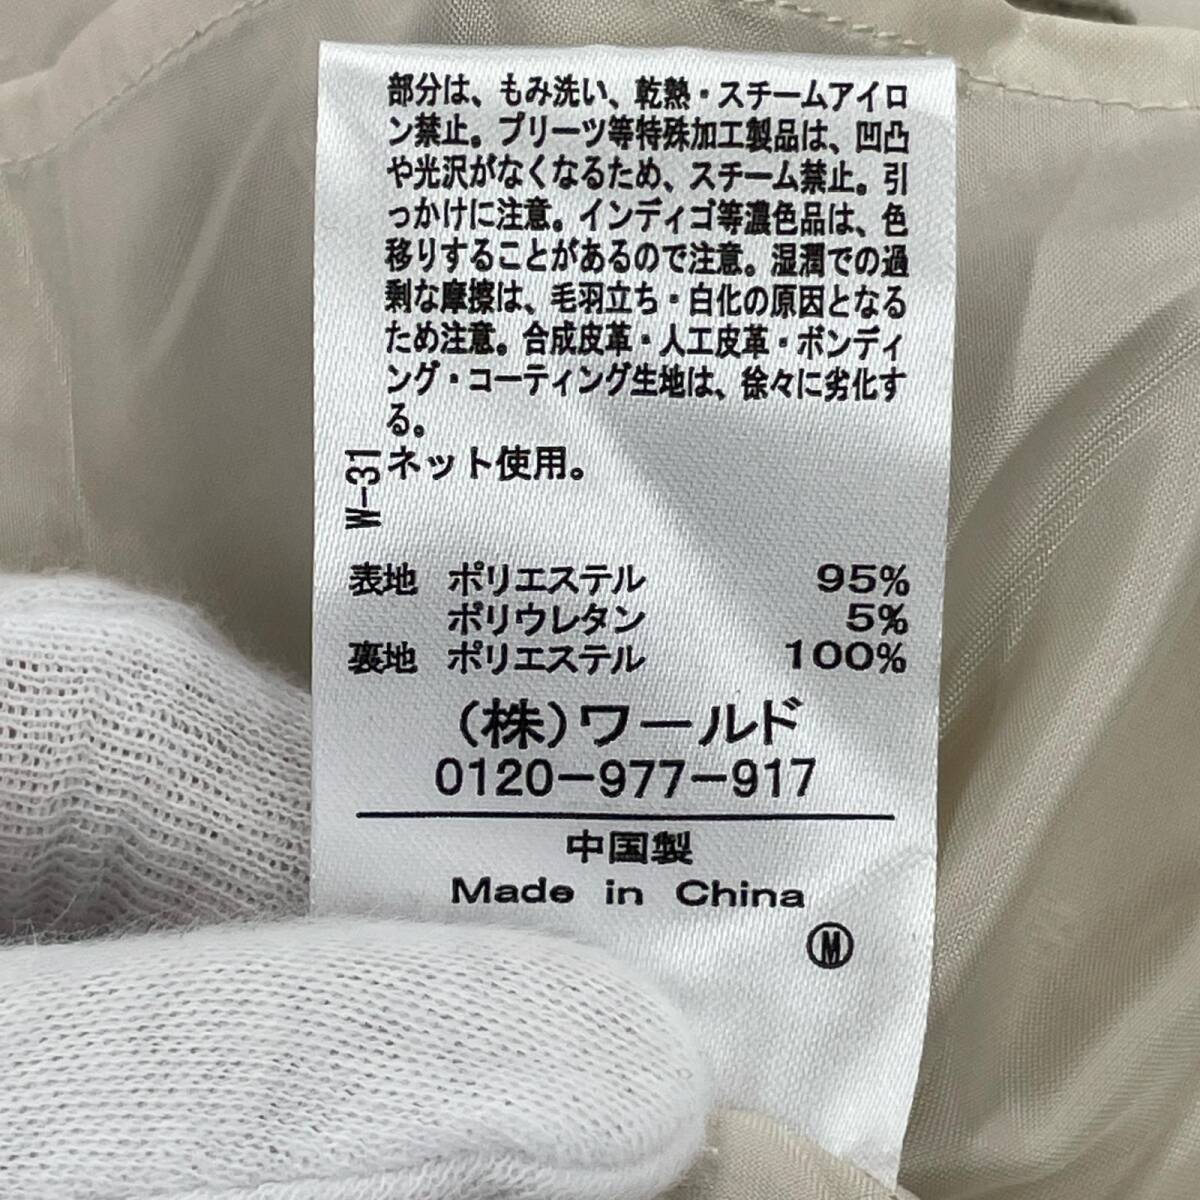 部分は、もみ洗い、乾熱・スチームアイロ
ン禁止。プリーツ等特殊加工製品は、凹凸
や光沢がなくなるため、スチーム禁止。引
っかけに注意。インディゴ等濃色品は、色
移りすることがあるので注意。湿潤での過
剰な摩擦は、毛羽立ち・白化の原因となる
ため注意。合成皮革・人工皮革・ボンディ
ング・コーティング生地は、徐々に劣化す
る。
ネット使用。
W-31
表地 ポリエステル 95%
ポリウレタン 5%
裏地 ポリエステル 100%
(株)ワールド
0120-977-917
中国製
Made in China
Ⓜ